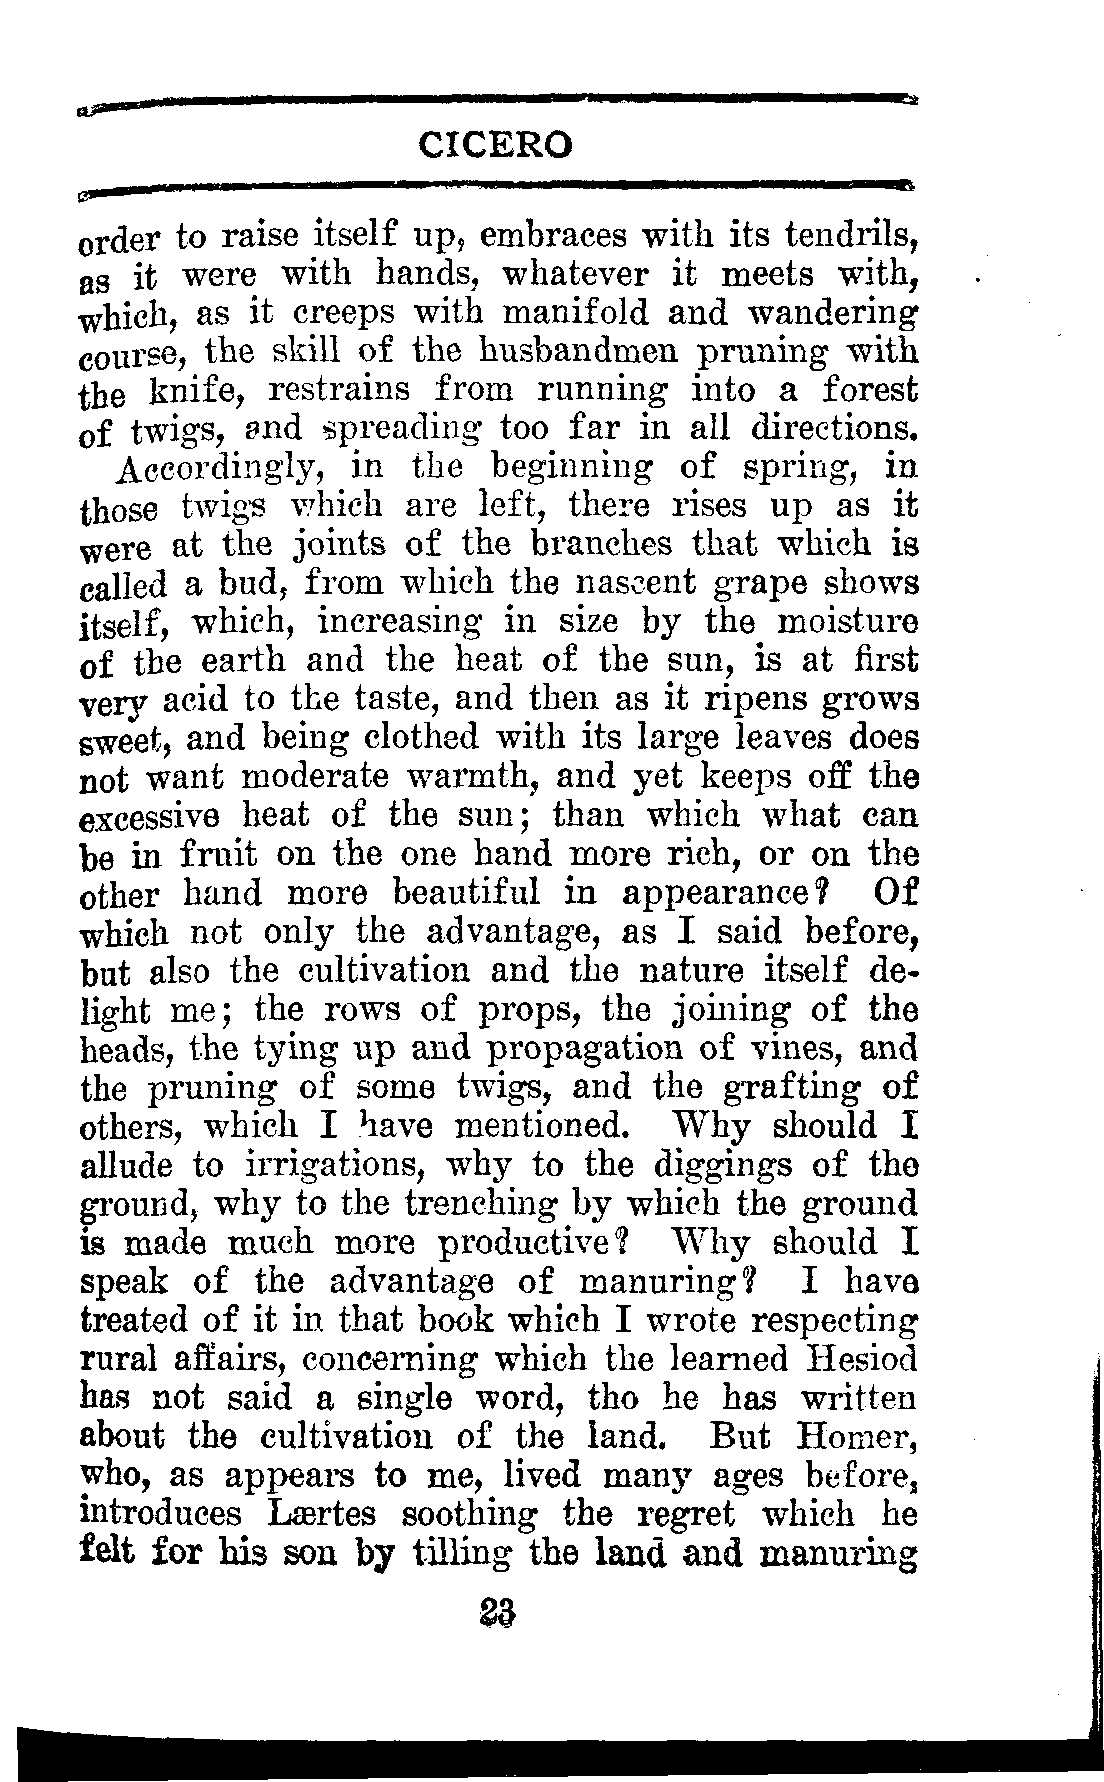 CICERO
order to raise itself up, embraces with its tendrils,
as it were with hands, whatever it meets with,
which, as it creeps with manifold and wandering
course, the skill of the husbandmen pruning with
the knife, restrains from running into a forest
of twigs, and spreading too far in all directions.
Accordingly, in the beginning of spring, in
those twigs which are left, there rises up as it
were at the joints of the branches that which is
called a bud, from which the nascent grape shows
itself, which, increasing in size by the moisture
of the earth and the heat of the sun, is at first
very acid to the taste, and then as it ripens grows
sweet, and being clothed with its large leaves does
not want moderate warmth, and yet keeps off the
excessive heat of the sun; than which what can
be in fruit on the one hand more rich, or on the
other hand more beautiful in appearance? Of
which not only the advantage, as I said before,
but also the cultivation and the nature itself de-
light me; the rows of props, the joining of the
heads, the tying up and propagation of vines, and
the pruning of some twigs, and the grafting of
others, which I have mentioned. Why should I
allude to irrigations, why to the diggings of the
ground, why to the trenching by which the ground
is made much more productive? Why should I
speak of the advantage of manuring? I have
treated of it in that book which I wrote respecting
rural affairs, concerning which the learned Hesiod
has not said a single word, tho he has written
about the cultivation of the land. But Homer,
who, as appears to me, lived many ages before,
introduces Lærtes soothing the regret which he
felt for his son by tilling the land and manuring
23